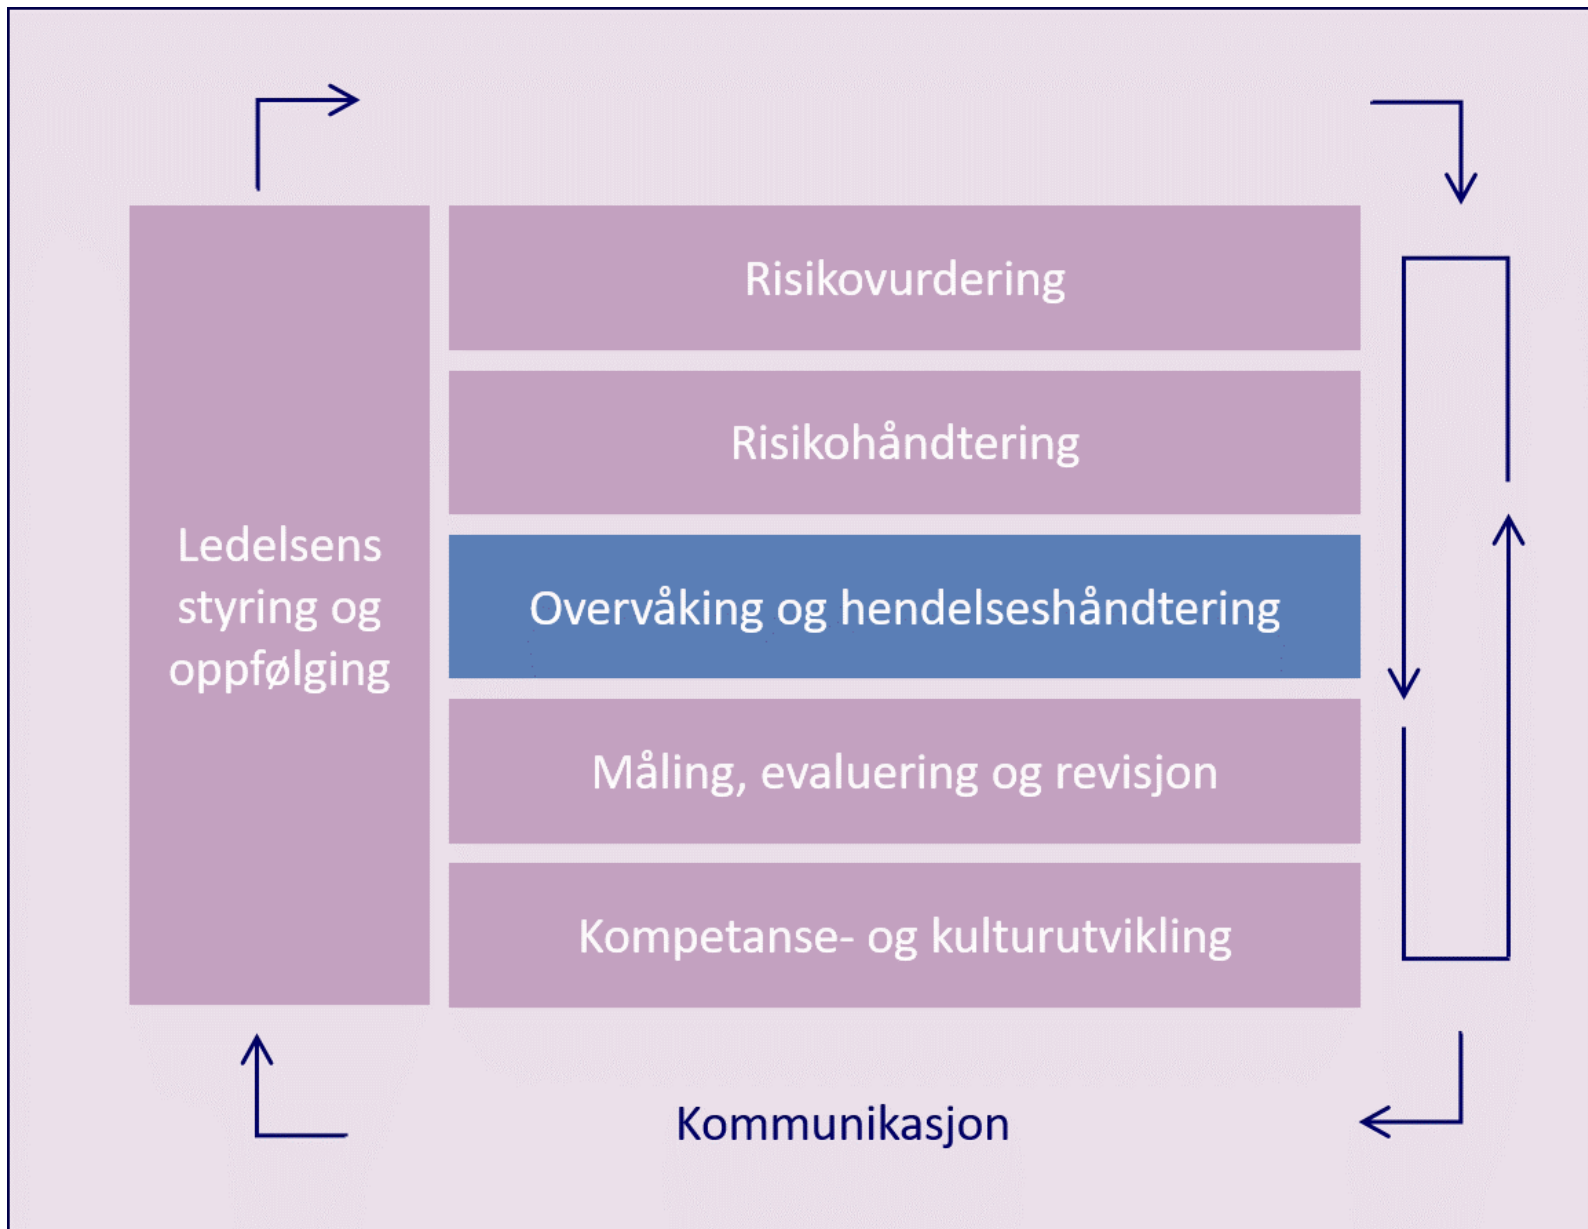 Risikovurdering
Risikohåndtering
Ledelsens
styring og
oppfølging
Overvåking og hendelseshåndtering
Måling, evaluering og revisjon
Kompetanse- og kulturutvikling
Kommunikasjon